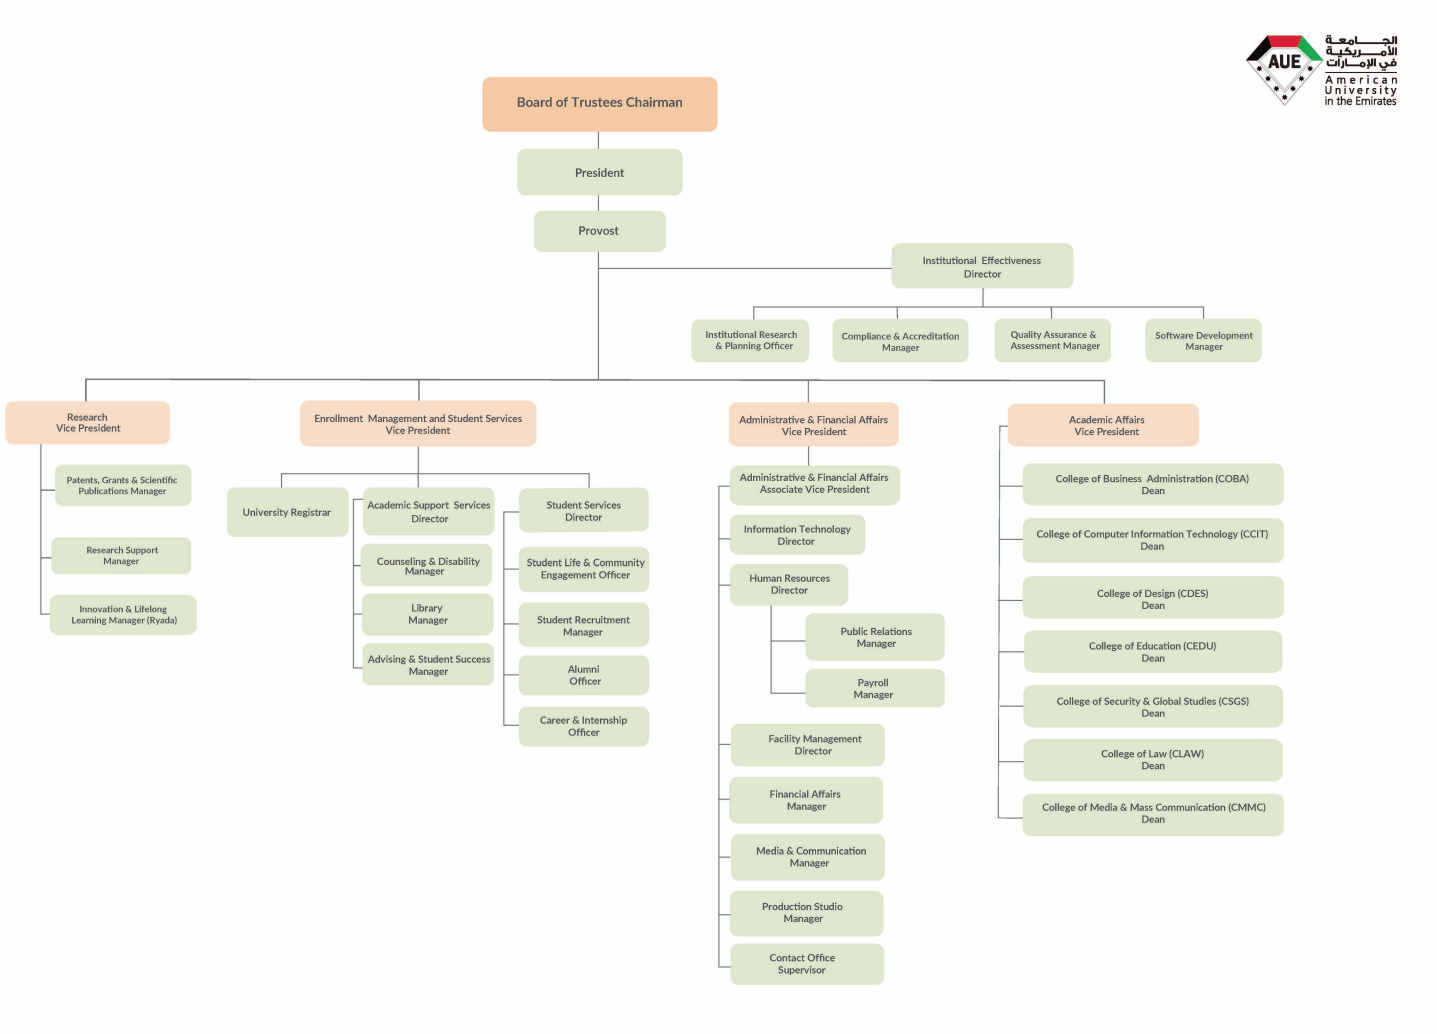 الجـــامعـة
الأمـــريكية
في الإمـارات
AUE
American
University
in the Emirates
Board of Trustees Chairman
President
Provost
Institutional Effectiveness
Director
Institutional Research
& Planning Officer
Compliance & Accreditation
Manager
Quality Assurance &
Assessment Manager
Software Development
Manager
Research
Vice President
Patents, Grants & Scientific
Publications Manager
Research Support
Manager
Innovation & Lifelong
Learning Manager (Ryada)
Enrollment Management and Student Services
Vice President
University Registrar
Academic Support Services
Director
Counseling & Disability
Manager
Library
Manager
Advising & Student Success
Manager
Student Services
Director
Student Life & Community
Engagement Officer
Student Recruitment
Manager
Alumni
Officer
Career & Internship
Officer
Administrative & Financial Affairs
Vice President
Administrative & Financial Affairs
Associate Vice President
Information Technology
Director
Human Resources
Director
Public Relations
Manager
Payroll
Manager
Facility Management
Director
Financial Affairs
Manager
Media & Communication
Manager
Production Studio
Manager
Contact Office
Supervisor
Academic Affairs
Vice President
College of Business Administration (COBA)
Dean
College of Computer Information Technology (CCIT)
Dean
College of Design (CDES)
Dean
College of Education (CEDU)
Dean
College of Security & Global Studies (CSGS)
Dean
College of Law (CLAW)
Dean
College of Media & Mass Communication (CMMC)
Dean